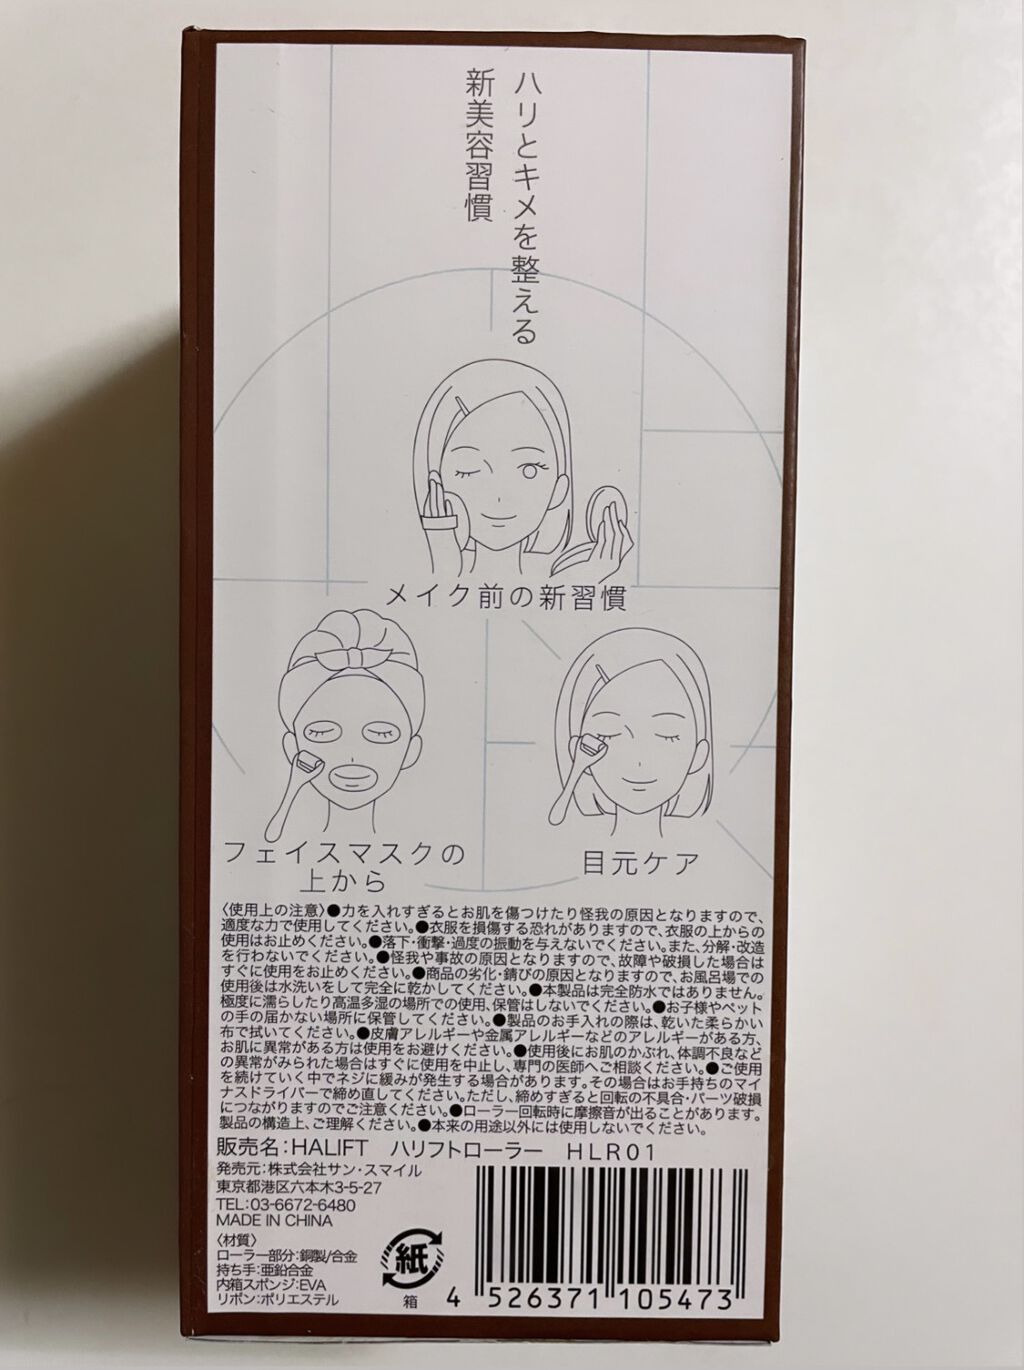 ハリとキメを整える
新美容習慣
メイク前の新習慣
フェイスマスクの
上から
目元ケア
〈使用上の注意〉●力を入れすぎるとお肌を傷つけたり怪我の原因となりますので、
適度な力で使用してください。●衣服を損傷する恐れがありますので、衣服の上からの
使用はお止めください。●落下・衝撃・過度の振動を与えないでください。また、分解・改造
を行わないでください。●怪我や事故の原因となりますので、故障や破損した場合は
すぐに使用をお止めください。●商品の劣化・錆びの原因となりますので、お風呂場での
使用後は水洗いをして完全に乾かしてください。●本製品は完全防水ではありません。
極度に濡らしたり高温多湿の場所での使用、保管はしないでください。●お子様やペット
の手の届かない場所に保管してください。●製品のお手入れの際は、乾いた柔らかい
布で拭いてください。●皮膚アレルギーや金属アレルギーなどのアレルギーがある方、
お肌に異常がある方は使用をお避けください。●使用後にお肌のかぶれ、体調不良など
の異常がみられた場合はすぐに使用を中止し、専門の医師へご相談ください。●ご使用
を続けていく中でネジに緩みが発生する場合があります。その場合はお手持ちのマイ
ナスドライバーで締め直してください。ただし、締めすぎると回転の不具合・パーツ破損
につながりますのでご注意ください。●ローラー回転時に摩擦音が出ることがあります。
製品の構造上、ご理解ください。●本来の用途以外には使用しないでください。
販売名:HALIFT ハリフトローラー HLR01
発売元:株式会社サン・スマイル
東京都港区六本木3-5-27
TEL:03-6672-6480
MADE IN CHINA
〈材質〉
ローラー部分:銅製/合金
持ち手:亜鉛合金
内箱スポンジ:EVA
リボン:ポリエステル
紙
箱
4 526371 105473